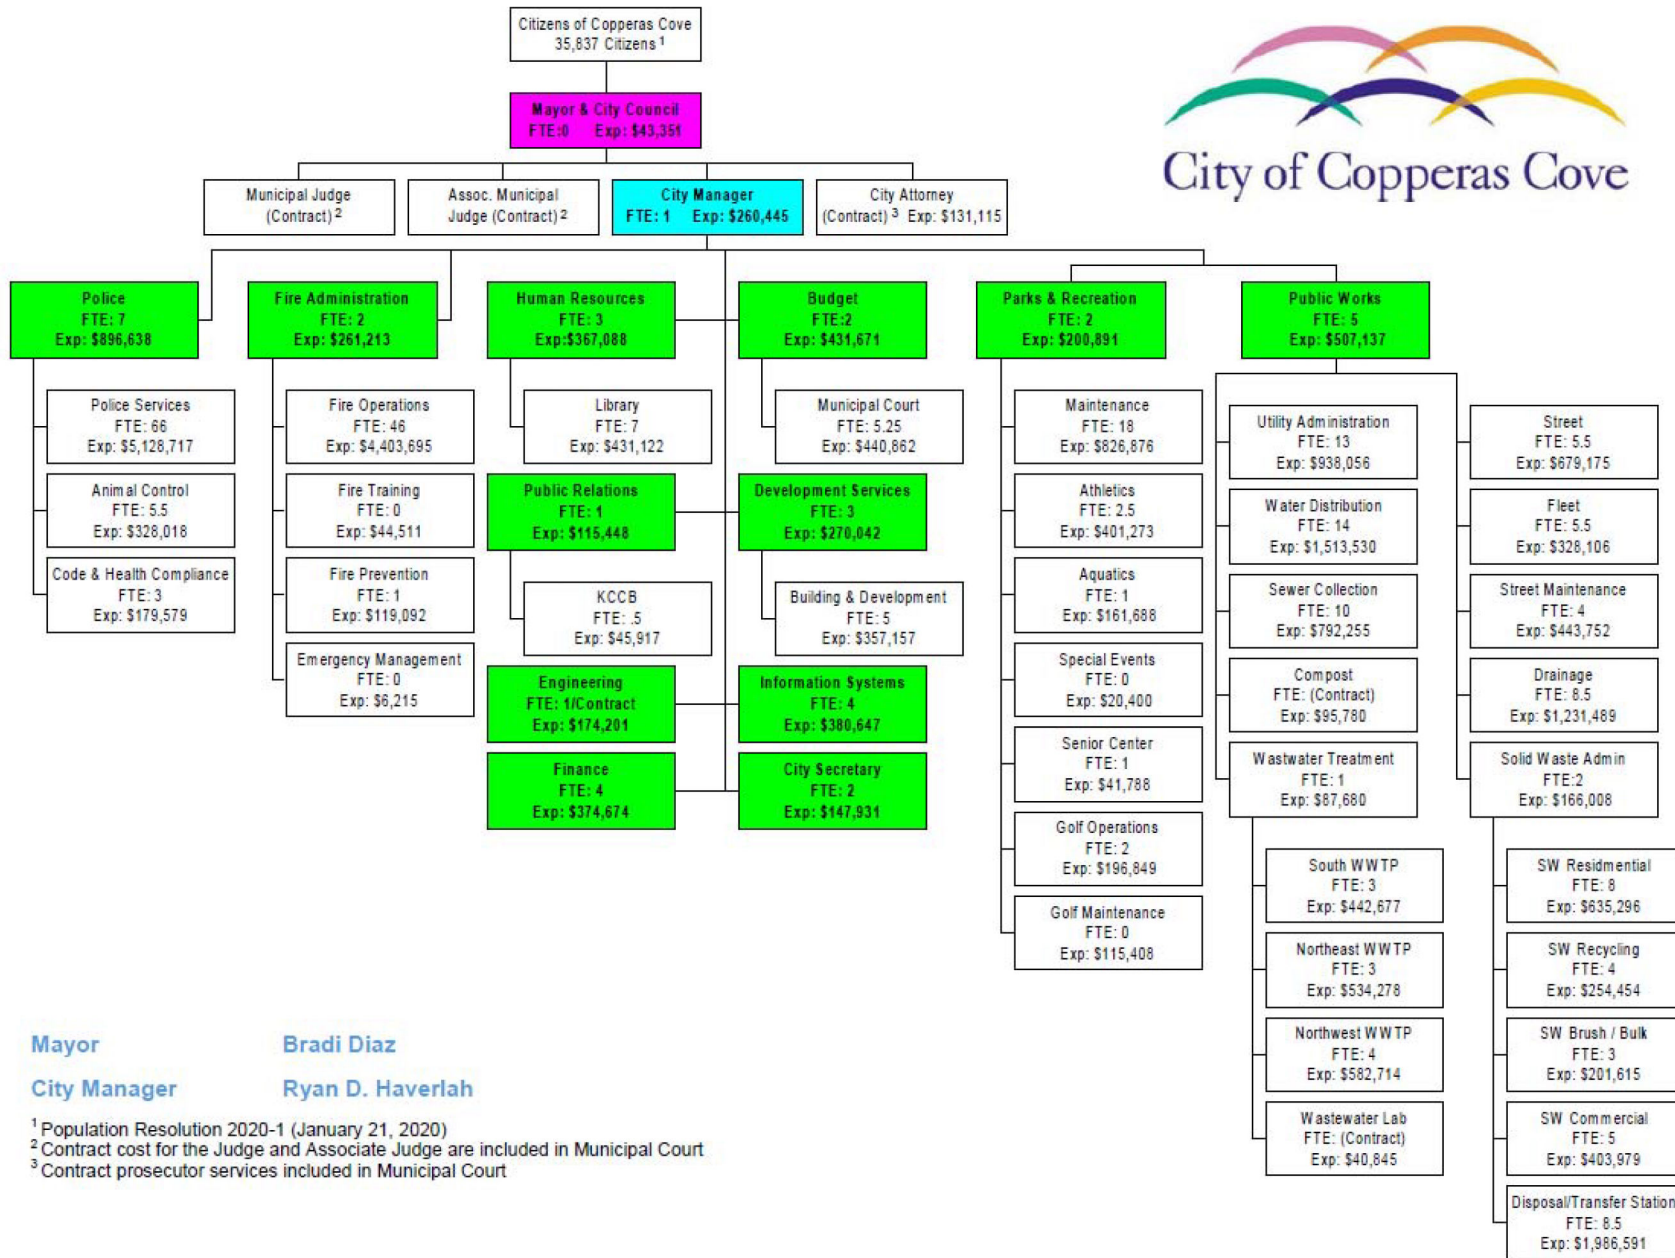 Citizens of Copperas Cove
35,837 Citizens 1
City of Copperas Cove
Mayor & City Council
FTE:0 Exp: $43,351
Municipal Judge
(Contract) 2
Assoc. Municipal
Judge (Contract) 2
City Manager
FTE: 1 Exp: $260,445
City Attorney
(Contract) 3 Exp: $131,115
Police
FTE: 7
Exp: $896,638
Police Services
FTE: 66
Exp: $5,128,717
Animal Control
FTE: 5.5
Exp: $328,018
Code & Health Compliance
FTE: 3
Exp: $179,579
Fire Administration
FTE: 2
Exp: $261,213
Fire Operations
FTE: 46
Exp: $4,403,695
Fire Training
FTE: 0
Exp: $44,511
Fire Prevention
FTE: 1
Exp: $119,092
Emergency Management
FTE: 0
Exp: $6,215
Human Resources
FTE: 3
Exp:$367,088
Library
FTE: 7
Exp: $431,122
Public Relations
FTE: 1
Exp: $115,448
KCCB
FTE: .5
Exp: $45,917
Engineering
FTE: 1/Contract
Exp: $174,201
Finance
FTE: 4
Exp: $374,674
Budget
FTE:2
Exp: $431,671
Municipal Court
FTE: 5.25
Exp: $440,862
Development Services
FTE: 3
Exp: $270,042
Building & Development
FTE: 5
Exp: $357,157
Information Systems
FTE: 4
Exp: $380,647
City Secretary
FTE: 2
Exp: $147,931
Parks & Recreation
FTE: 2
Exp: $200,891
Maintenance
FTE: 18
Exp: $826,876
Athletics
FTE: 2.5
Exp: $401,273
Aquatics
FTE: 1
Exp: $161,688
Special Events
FTE: 0
Exp: $20,400
Senior Center
FTE: 1
Exp: $41,788
Golf Operations
FTE: 2
Exp: $196,849
Golf Maintenance
FTE: 0
Exp: $115,408
Public Works
FTE: 5
Exp: $507,137
Utility Administration
FTE: 13
Exp: $938,056
Water Distribution
FTE: 14
Exp: $1,513,530
Sewer Collection
FTE: 10
Exp: $792,255
Compost
FTE: (Contract)
Exp: $95,780
Wastwater Treatment
FTE: 1
Exp: $87,680
South WWTP
FTE: 3
Exp: $442,677
Northeast WWTP
FTE: 3
Exp: $534,278
Northwest WWTP
FTE: 4
Exp: $582,714
Wastewater Lab
FTE: (Contract)
Exp: $40,845
Street
FTE: 5.5
Exp: $679,175
Fleet
FTE: 5.5
Exp: $328,106
Street Maintenance
FTE: 4
Exp: $443,752
Drainage
FTE: 8.5
Exp: $1,231,489
Solid Waste Admin
FTE:2
Exp: $166,008
SW Residmential
FTE: 8
Exp: $635,296
SW Recycling
FTE: 4
Exp: $254,454
SW Brush / Bulk
FTE: 3
Exp: $201,615
SW Commercial
FTE: 5
Exp: $403,979
Disposal/Transfer Station
FTE: 8.5
Exp: $1,986,591
Mayor Bradi Diaz
City Manager Ryan D. Haverlah
1 Population Resolution 2020-1 (January 21, 2020)
2 Contract cost for the Judge and Associate Judge are included in Municipal Court
3 Contract prosecutor services included in Municipal Court